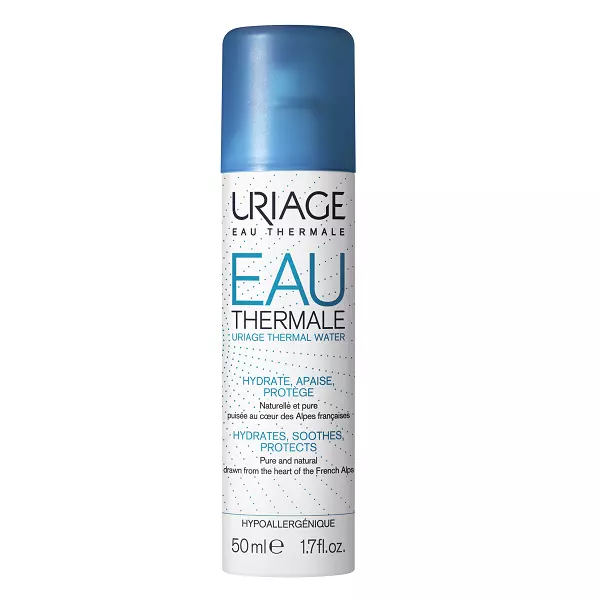 URIAGE
EAU THERMALE
EAU
THERMALE
URIAGE THERMAL WATER
HYDRATE, APAISE,
PROTÈGE
Naturelle et pure
puisée au cœur des Alpes françaises
HYDRATES, SOOTHES,
PROTECTS
Pure and natural
drawn from the heart of the French Alps
HYPOALLERGÉNIQUE
50 ml e 1.7fl.oz.